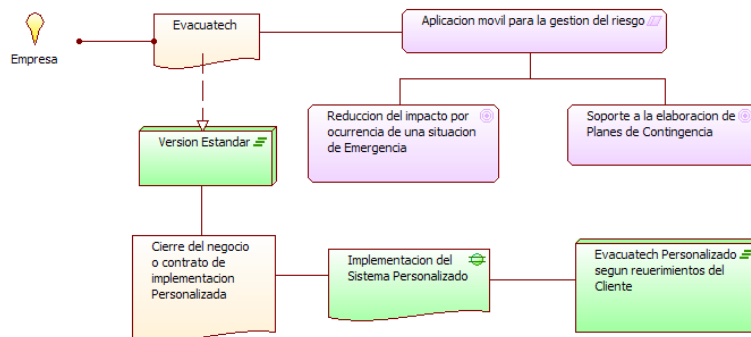 Evacuatech
Aplicacion movil para la gestion del riesgo
Empresa
Reduccion del impacto por
ocurrencia de una situacion
de Emergencia
Soporte a la elaboracion de
Planes de Contingencia
Version Estandar
Cierre del negocio
o contrato de
implementacion
Personalizada
Implementacion del
Sistema Personalizado
Evacuatech Personalizado
segun reuerimientos del
Cliente